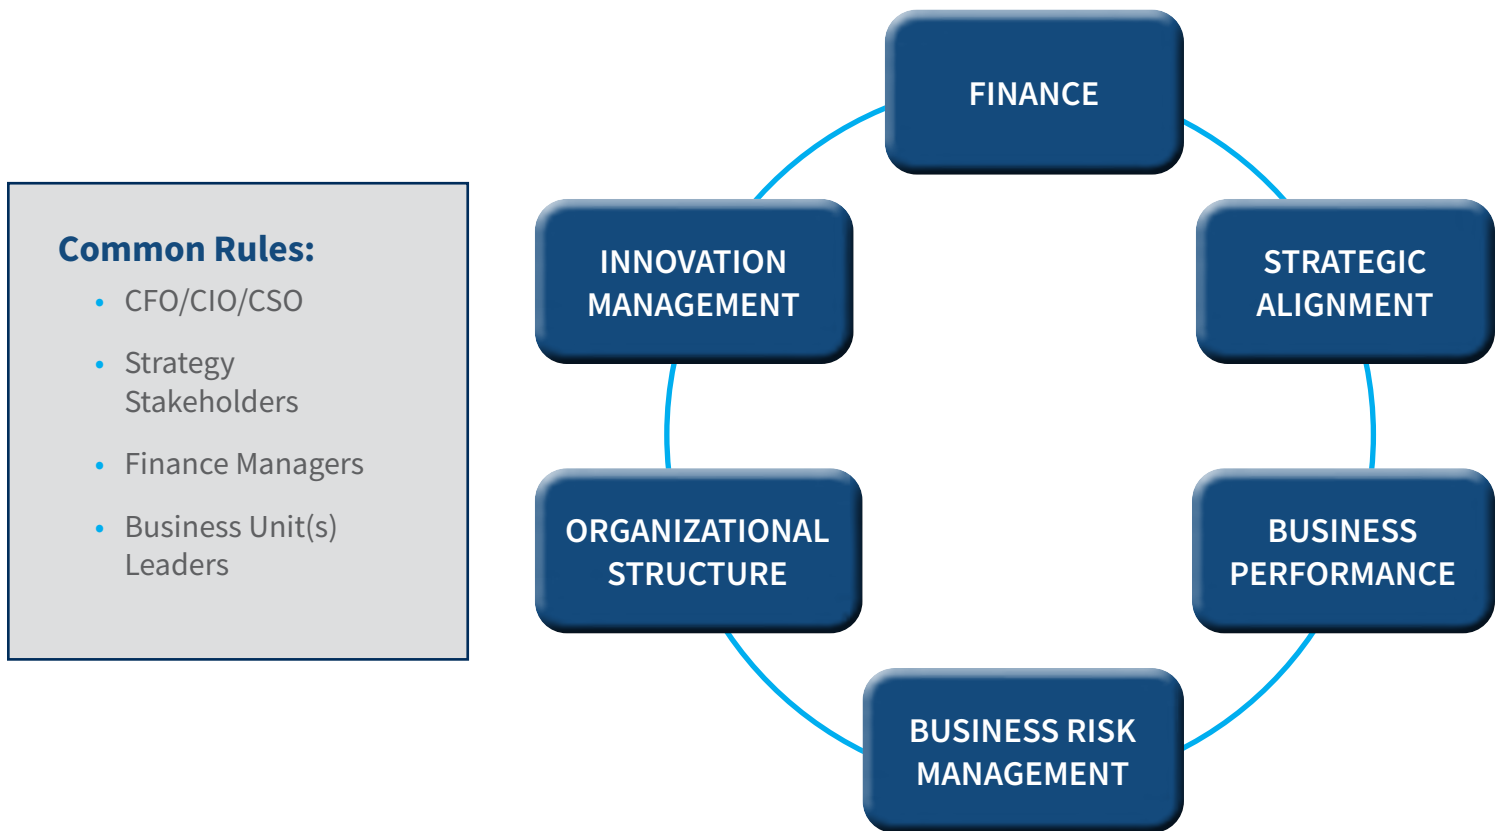 Common Rules:
• CFO/CIO/CSO
• Strategy
Stakeholders
• Finance Managers
• Business Unit(s)
Leaders
FINANCE
INNOVATION
MANAGEMENT
STRATEGIC
ALIGNMENT
ORGANIZATIONAL
STRUCTURE
BUSINESS
PERFORMANCE
BUSINESS RISK
MANAGEMENT